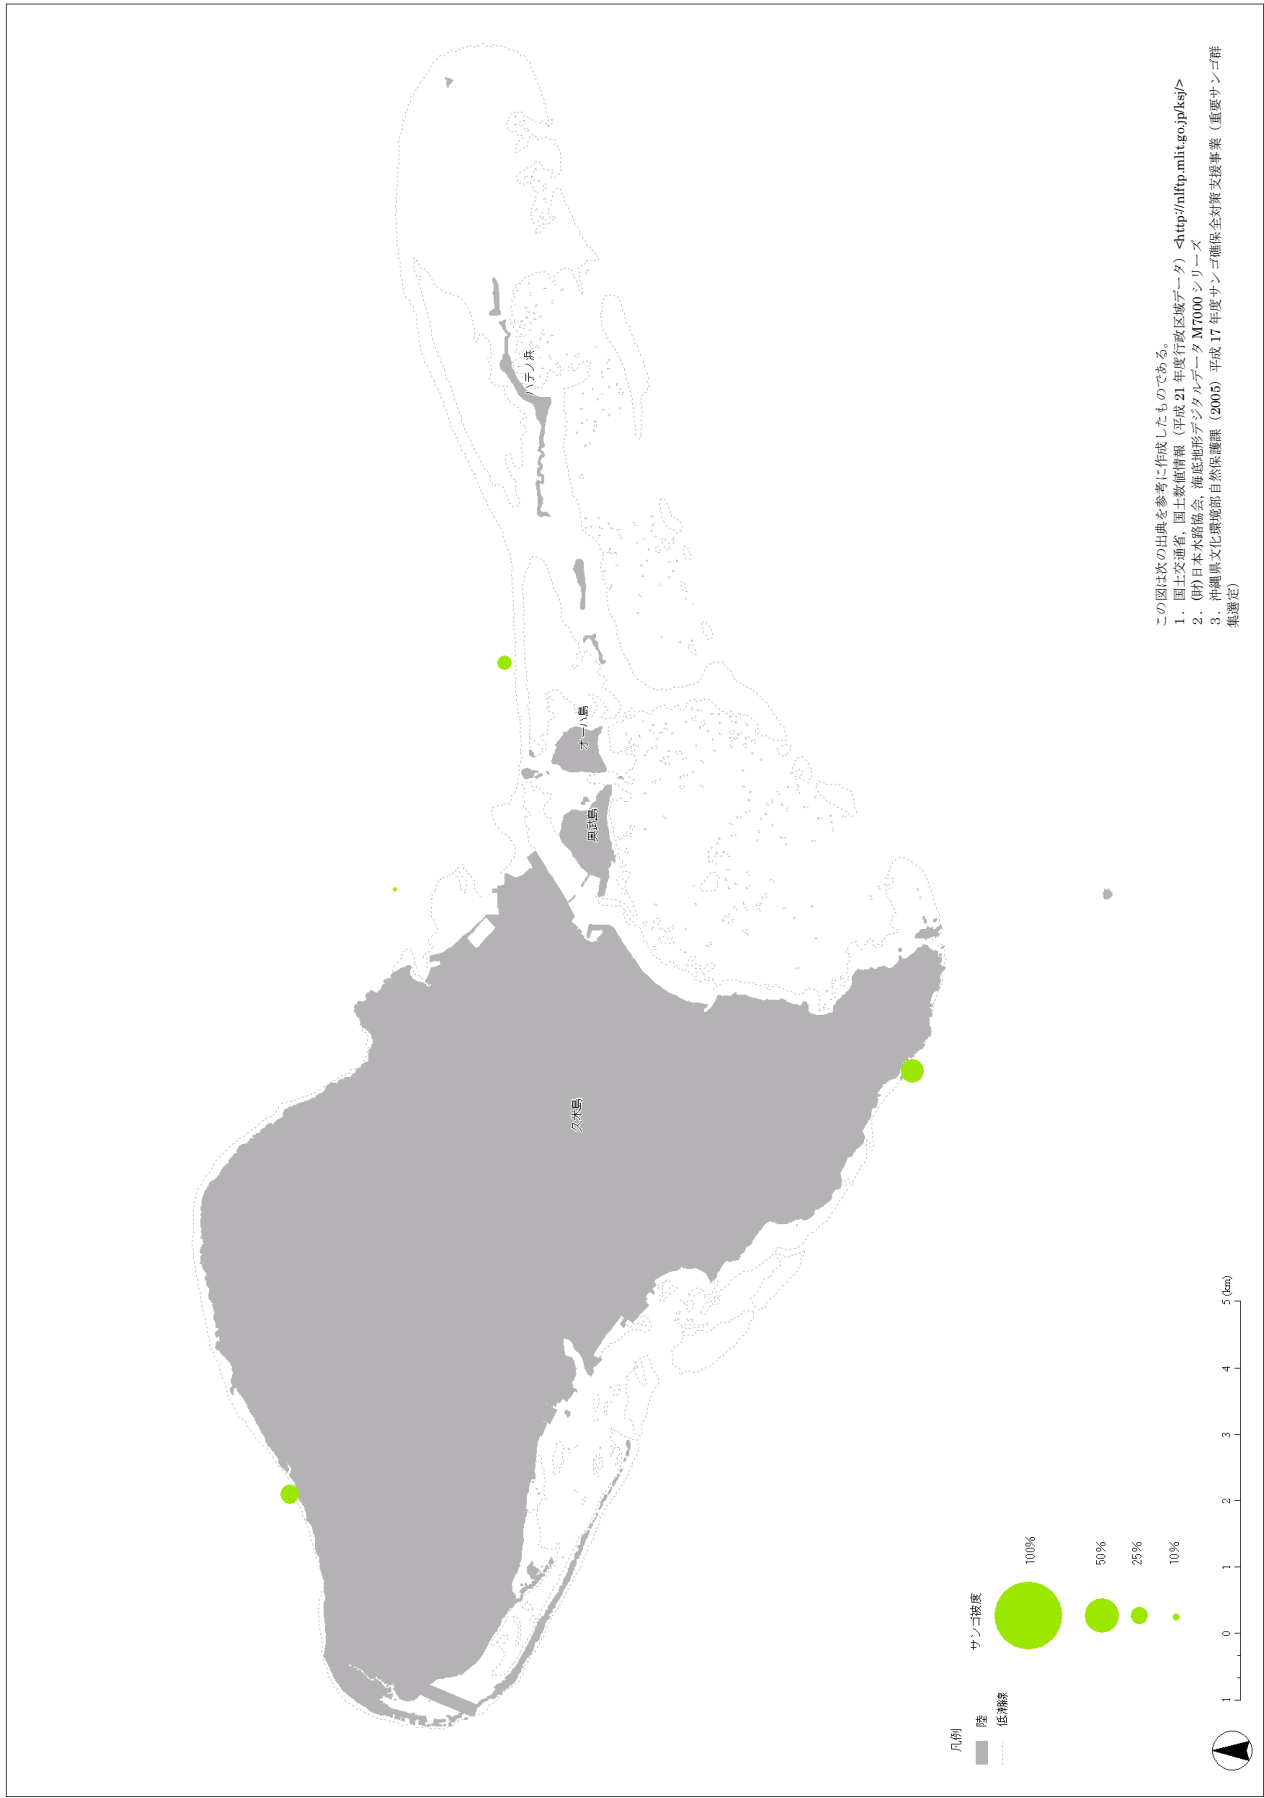 ハテノ浜
オーハ島
奥武島
久米島
この図は次の出典を参考に作成したものである。
1．国土交通省，国土数値情報（平成 21 年度行政区域データ）<http://nlftp.mlit.go.jp/ksj/>
2．(財)日本水路協会，海底地形デジタルデータ M7000 シリーズ
3．沖縄県文化環境部自然保護課（2005）平成 17 年度サンゴ礁保全対策支援事業（重要サンゴ群
集選定）
凡例
陸
低潮線
サンゴ被度
100%
50%
25%
10%
1 0 1 2 3 4 5 (km)